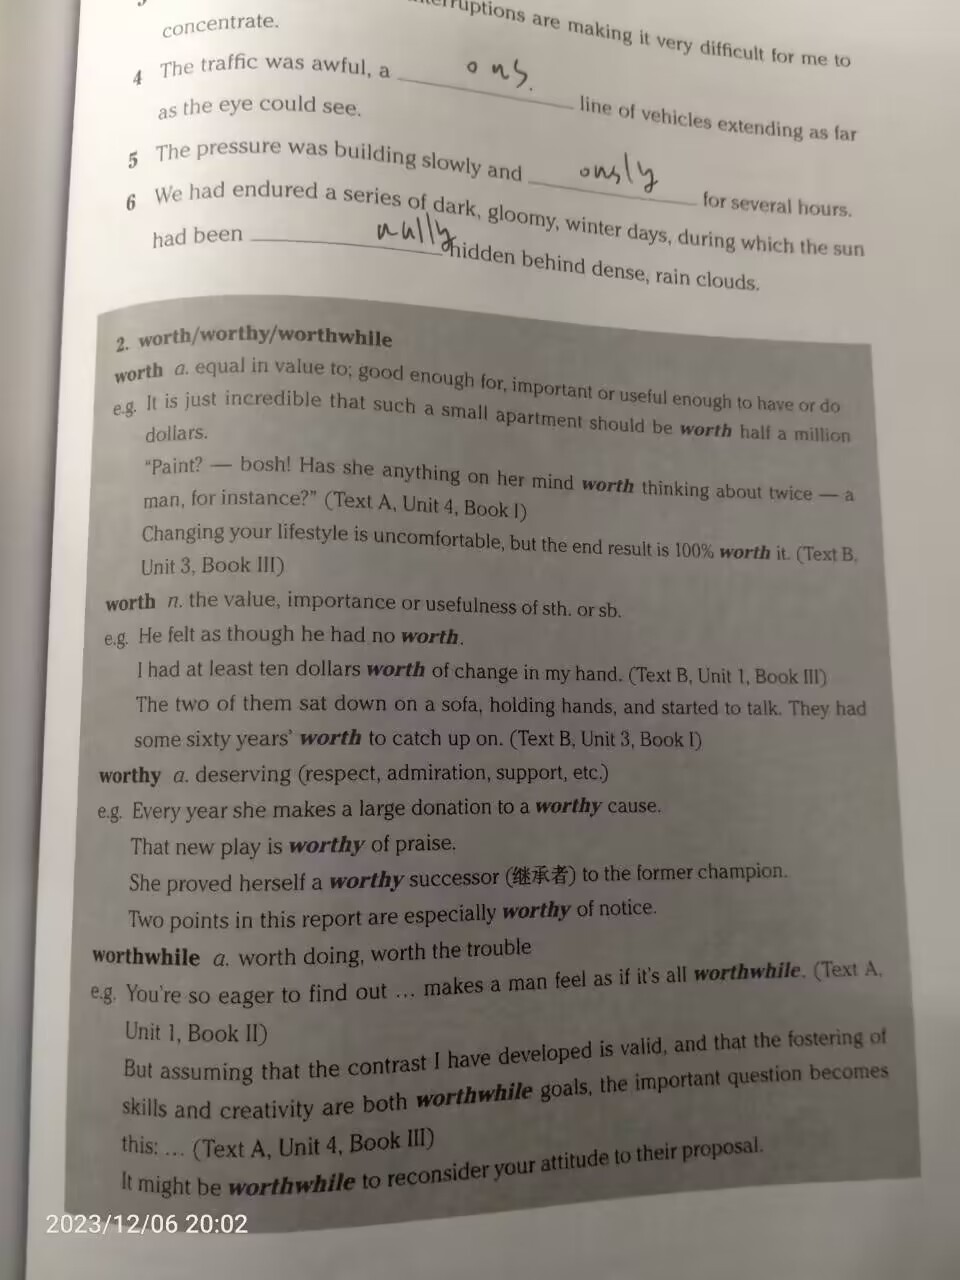 ruptions are making it very difficult for me to
concentrate.
4 The traffic was awful, a ons. line of vehicles extending as far
as the eye could see.
5 The pressure was building slowly and onsly for several hours.
6 We had endured a series of dark, gloomy, winter days, during which the sun
had been nully hidden behind dense, rain clouds.
2. worth/worthy/worthwhile
worth a. equal in value to; good enough for, important or useful enough to have or do
e.g. It is just incredible that such a small apartment should be worth half a million
dollars.
“Paint? — bosh! Has she anything on her mind worth thinking about twice — a
man, for instance?” (Text A, Unit 4, Book I)
Changing your lifestyle is uncomfortable, but the end result is 100% worth it. (Text B,
Unit 3, Book III)
worth n. the value, importance or usefulness of sth. or sb.
e.g. He felt as though he had no worth.
I had at least ten dollars worth of change in my hand. (Text B, Unit 1, Book III)
The two of them sat down on a sofa, holding hands, and started to talk. They had
some sixty years’ worth to catch up on. (Text B, Unit 3, Book I)
worthy a. deserving (respect, admiration, support, etc.)
e.g. Every year she makes a large donation to a worthy cause.
That new play is worthy of praise.
She proved herself a worthy successor (继承者) to the former champion.
Two points in this report are especially worthy of notice.
worthwhile a. worth doing, worth the trouble
e.g. You’re so eager to find out … makes a man feel as if it’s all worthwhile. (Text A,
Unit 1, Book II)
But assuming that the contrast I have developed is valid, and that the fostering of
skills and creativity are both worthwhile goals, the important question becomes
this: … (Text A, Unit 4, Book III)
It might be worthwhile to reconsider your attitude to their proposal.
2023/12/06 20:02